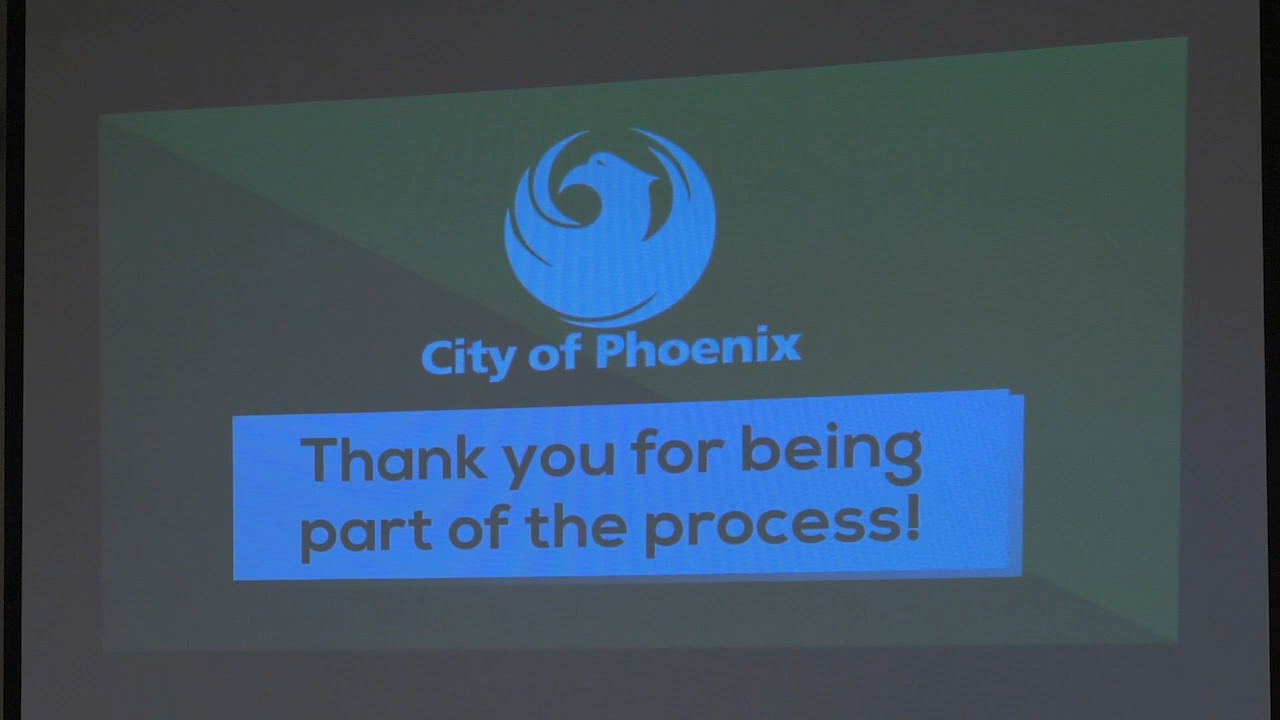 City of Phoenix
Thank you for being
part of the process!